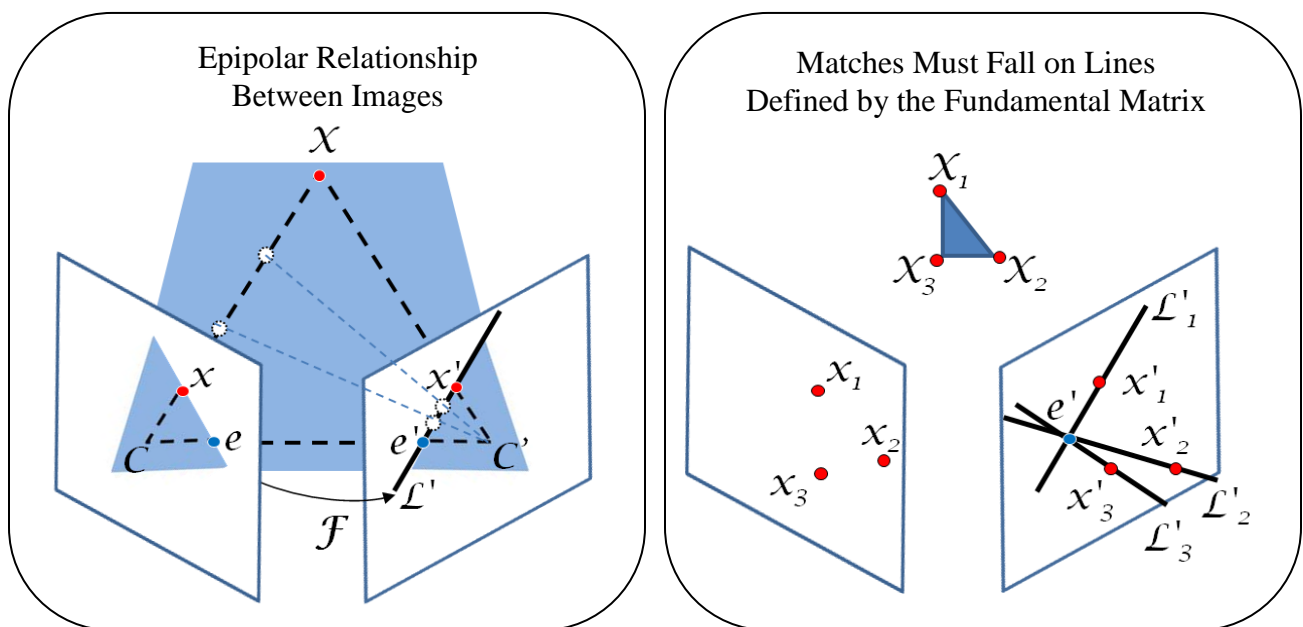 Epipolar Relationship
Between Images
X
x
x'
C
e
e'
C'
L'
F
Matches Must Fall on Lines
Defined by the Fundamental Matrix
X1
X3
X2
L'1
x1
x'1
e'
x2
x'2
x3
x'3
L'2
L'3